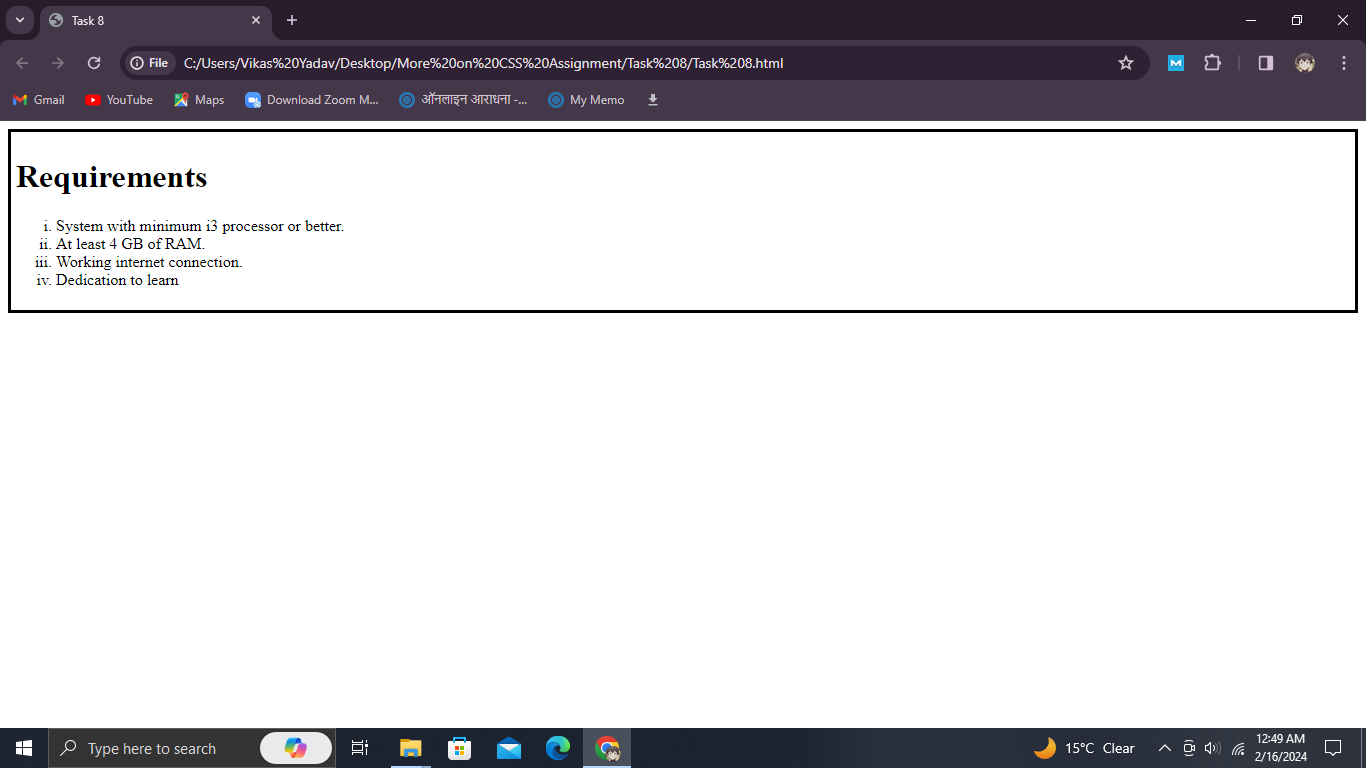 Task 8
File C:/Users/Vikas%20Yadav/Desktop/More%20on%20CSS%20Assignment/Task%208/Task%208.html
Gmail YouTube Maps Download Zoom M... ऑनलाइन आराधना -... My Memo
Requirements
i. System with minimum i3 processor or better.
ii. At least 4 GB of RAM.
iii. Working internet connection.
iv. Dedication to learn
Type here to search 15°C Clear 12:49 AM
2/16/2024